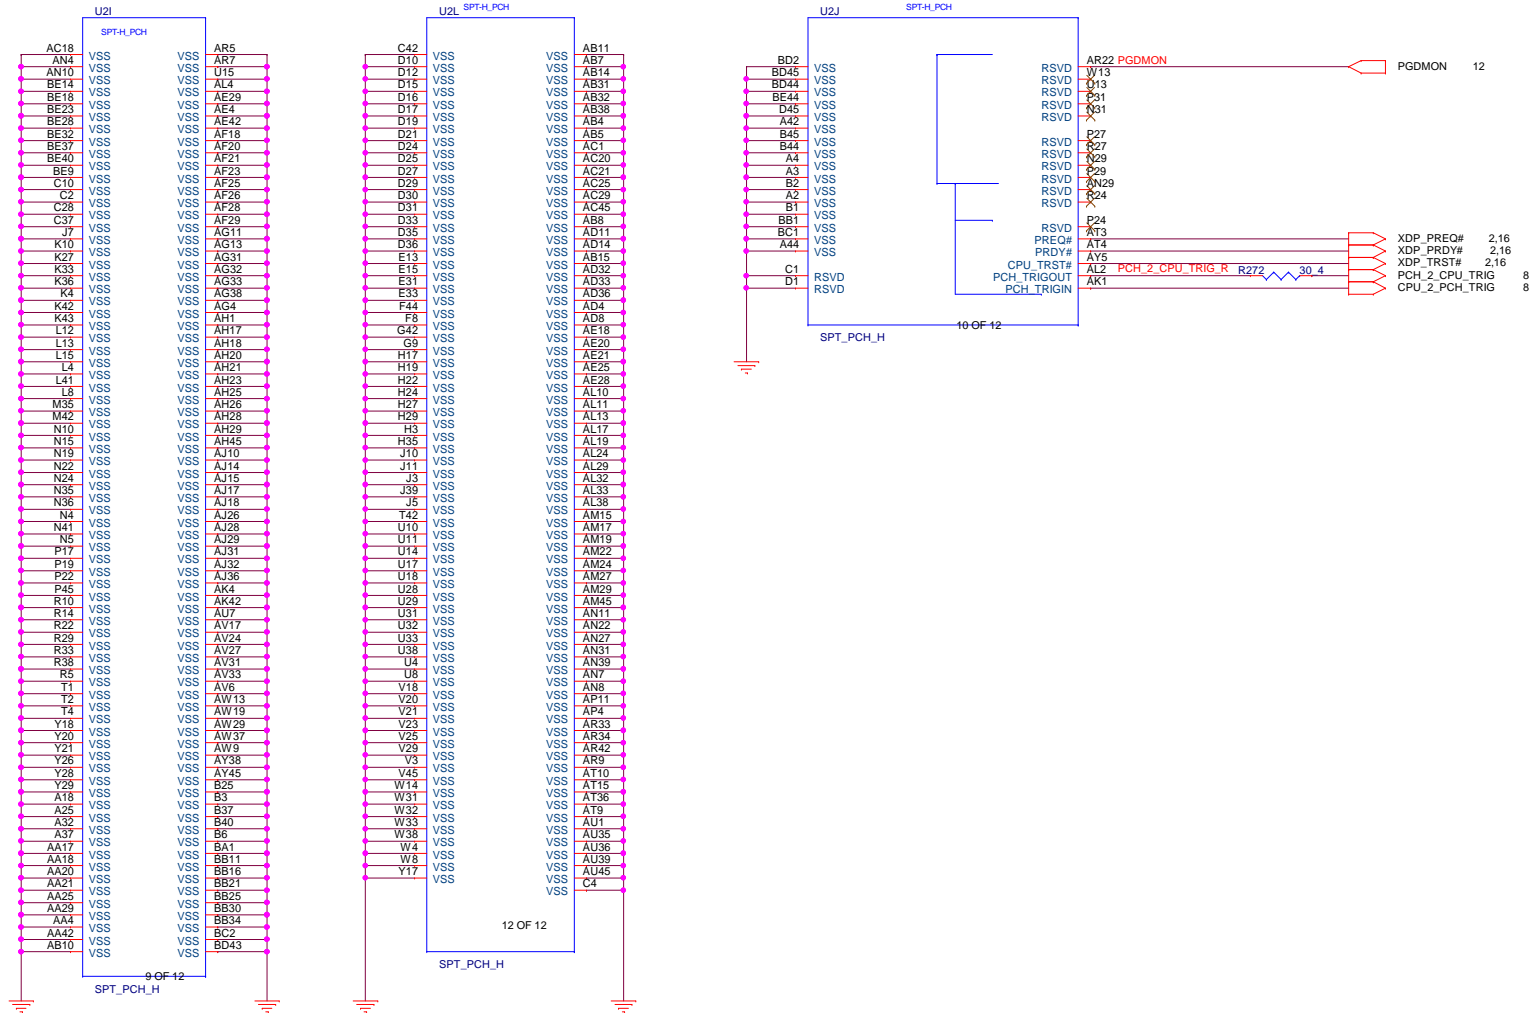 U2I
SPT-H_PCH
AC18 VSS VSS AR5
AN4 VSS VSS AR7
AN10 VSS VSS U15
BE14 VSS VSS AL4
BE18 VSS VSS AE29
BE23 VSS VSS AE4
BE28 VSS VSS AE42
BE32 VSS VSS AF18
BE37 VSS VSS AF20
BE40 VSS VSS AF21
BE9 VSS VSS AF23
C10 VSS VSS AF25
C2 VSS VSS AF26
C28 VSS VSS AF28
C37 VSS VSS AF29
J7 VSS VSS AG11
K10 VSS VSS AG13
K27 VSS VSS AG31
K33 VSS VSS AG32
K36 VSS VSS AG33
K4 VSS VSS AG38
K42 VSS VSS AG4
K43 VSS VSS AH1
L12 VSS VSS AH17
L13 VSS VSS AH18
L15 VSS VSS AH20
L4 VSS VSS AH21
L41 VSS VSS AH23
L8 VSS VSS AH25
M35 VSS VSS AH26
M42 VSS VSS AH28
N10 VSS VSS AH29
N15 VSS VSS AH45
N19 VSS VSS AJ10
N22 VSS VSS AJ14
N24 VSS VSS AJ15
N35 VSS VSS AJ17
N36 VSS VSS AJ18
N4 VSS VSS AJ26
N41 VSS VSS AJ28
N5 VSS VSS AJ29
P17 VSS VSS AJ31
P19 VSS VSS AJ32
P22 VSS VSS AJ36
P45 VSS VSS AK4
R10 VSS VSS AK42
R14 VSS VSS AU7
R22 VSS VSS AV17
R29 VSS VSS AV24
R33 VSS VSS AV27
R38 VSS VSS AV31
R5 VSS VSS AV33
T1 VSS VSS AV6
T2 VSS VSS AW13
T4 VSS VSS AW19
Y18 VSS VSS AW29
Y20 VSS VSS AW37
Y21 VSS VSS AW9
Y26 VSS VSS AY38
Y28 VSS VSS AY45
Y29 VSS VSS B25
A18 VSS VSS B3
A25 VSS VSS B37
A32 VSS VSS B40
A37 VSS VSS B6
AA17 VSS VSS BA1
AA18 VSS VSS BB11
AA20 VSS VSS BB16
AA21 VSS VSS BB21
AA25 VSS VSS BB25
AA29 VSS VSS BB30
AA4 VSS VSS BB34
AA42 VSS VSS BC2
AB10 VSS VSS BD43
9 OF 12
SPT_PCH_H
U2L
SPT-H_PCH
C42 VSS VSS AB11
D10 VSS VSS AB7
D12 VSS VSS AB14
D15 VSS VSS AB31
D16 VSS VSS AB32
D17 VSS VSS AB38
D19 VSS VSS AB4
D21 VSS VSS AB5
D24 VSS VSS AC1
D25 VSS VSS AC20
D27 VSS VSS AC21
D29 VSS VSS AC25
D30 VSS VSS AC29
D31 VSS VSS AC45
D33 VSS VSS AB8
D35 VSS VSS AD11
D36 VSS VSS AD14
E13 VSS VSS AB15
E15 VSS VSS AD32
E31 VSS VSS AD33
E33 VSS VSS AD36
F44 VSS VSS AD4
F8 VSS VSS AD8
G42 VSS VSS AE18
G9 VSS VSS AE20
H17 VSS VSS AE21
H19 VSS VSS AE25
H22 VSS VSS AE28
H24 VSS VSS AL10
H27 VSS VSS AL11
H29 VSS VSS AL13
H3 VSS VSS AL17
H35 VSS VSS AL19
J10 VSS VSS AL24
J11 VSS VSS AL29
J3 VSS VSS AL32
J39 VSS VSS AL33
J5 VSS VSS AL38
T42 VSS VSS AM15
U10 VSS VSS AM17
U11 VSS VSS AM19
U14 VSS VSS AM22
U17 VSS VSS AM24
U18 VSS VSS AM27
U28 VSS VSS AM29
U29 VSS VSS AM45
U31 VSS VSS AN11
U32 VSS VSS AN22
U33 VSS VSS AN27
U38 VSS VSS AN31
U4 VSS VSS AN39
U8 VSS VSS AN7
V18 VSS VSS AN8
V20 VSS VSS AP11
V21 VSS VSS AP4
V23 VSS VSS AR33
V25 VSS VSS AR34
V29 VSS VSS AR42
V3 VSS VSS AR9
V45 VSS VSS AT10
W14 VSS VSS AT15
W31 VSS VSS AT36
W32 VSS VSS AT9
W33 VSS VSS AU1
W38 VSS VSS AU35
W4 VSS VSS AU36
W8 VSS VSS AU39
Y17 VSS VSS AU45
VSS C4
12 OF 12
SPT_PCH_H
U2J
SPT-H_PCH
BD2 VSS RSVD AR22 PGDMON PGDMON 12
BD45 VSS RSVD W13
BD44 VSS RSVD U13
BE44 VSS RSVD P31
D45 VSS RSVD N31
A42 VSS
B45 VSS RSVD P27
B44 VSS RSVD R27
A4 VSS RSVD N29
A3 VSS RSVD P29
B2 VSS RSVD AN29
A2 VSS RSVD R24
B1 VSS
BB1 VSS RSVD P24
BC1 VSS PREQ# AT3 XDP_PREQ# 2,16
A44 VSS PRDY# AT4 XDP_PRDY# 2,16
CPU_TRST# AY5 XDP_TRST# 2,16
C1 RSVD PCH_TRIGOUT AL2 PCH_2_CPU_TRIG_R R272 30_4 PCH_2_CPU_TRIG 8
D1 RSVD PCH_TRIGIN AK1 CPU_2_PCH_TRIG 8
10 OF 12
SPT_PCH_H